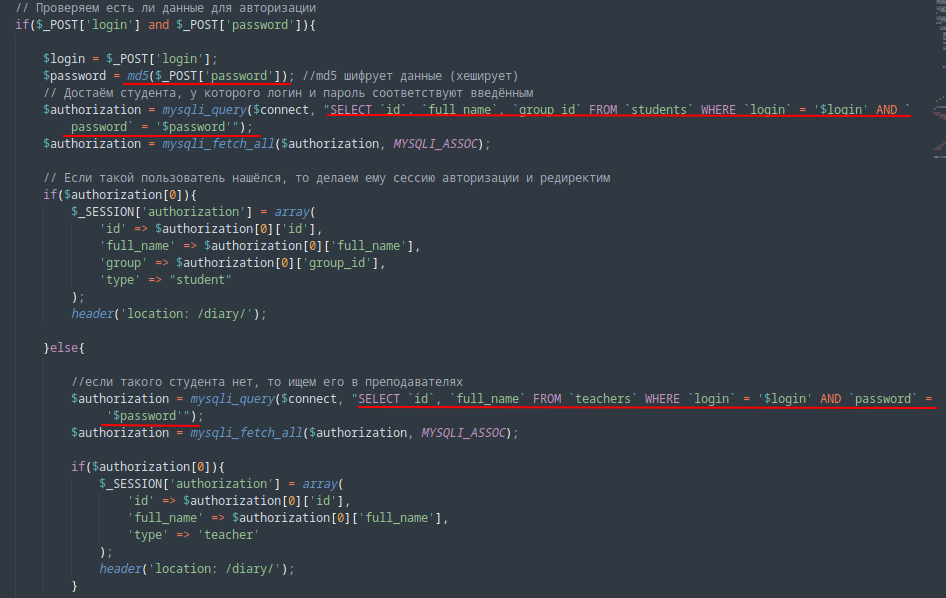 // Проверяем есть ли данные для авторизации
if($_POST['login'] and $_POST['password']){
$login = $_POST['login'];
$password = md5($_POST['password']); //md5 шифрует данные (хеширует)
// Достаём студента, у которого логин и пароль соответствуют введённым
$authorization = mysqli_query($connect, "SELECT `id`, `full_name`, `group_id` FROM `students` WHERE `login` = '$login' AND `
password` = '$password'");
$authorization = mysqli_fetch_all($authorization, MYSQLI_ASSOC);
// Если такой пользователь нашёлся, то делаем ему сессию авторизации и редиректим
if($authorization[0]){
$_SESSION['authorization'] = array(
'id' => $authorization[0]['id'],
'full_name' => $authorization[0]['full_name'],
'group' => $authorization[0]['group_id'],
'type' => "student"
);
header('location: /diary/');
}else{
//если такого студента нет, то ищем его в преподавателях
$authorization = mysqli_query($connect, "SELECT `id`, `full_name` FROM `teachers` WHERE `login` = '$login' AND `password` =
'$password'");
$authorization = mysqli_fetch_all($authorization, MYSQLI_ASSOC);
if($authorization[0]){
$_SESSION['authorization'] = array(
'id' => $authorization[0]['id'],
'full_name' => $authorization[0]['full_name'],
'type' => 'teacher'
);
header('location: /diary/');
}